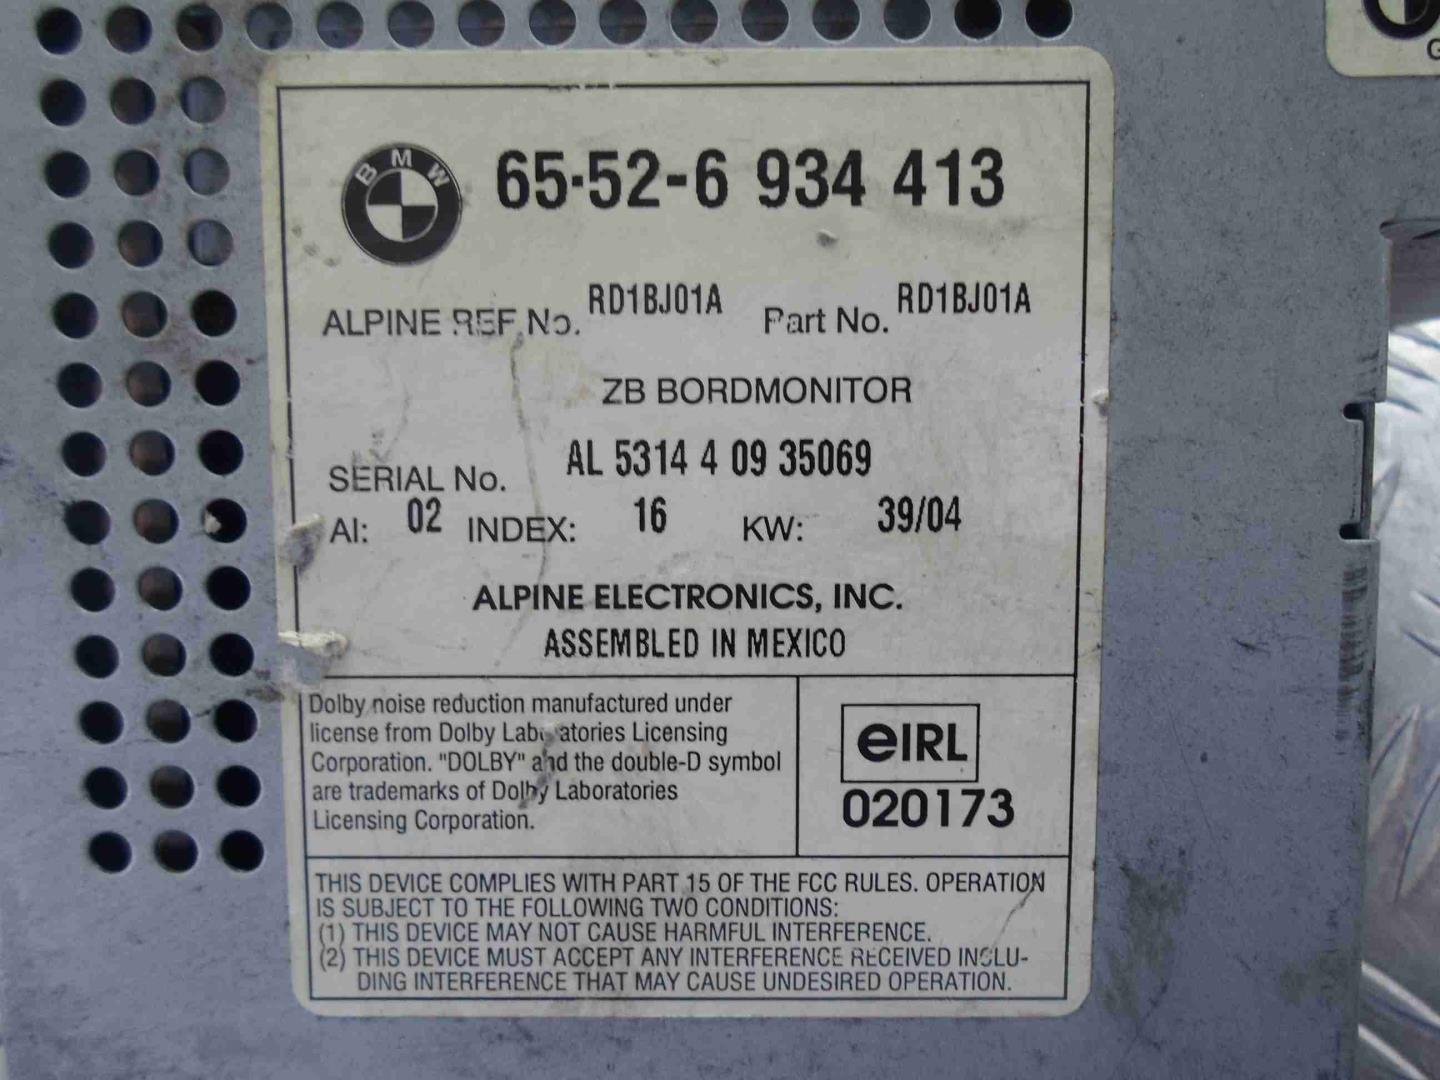 BMW
65·52-6 934 413
ALPINE REF. No. RD1BJ01A Part No. RD1BJ01A
ZB BORDMONITOR
SERIAL No. AL 5314 4 09 35069
AI: 02 INDEX: 16 KW: 39/04
ALPINE ELECTRONICS, INC.
ASSEMBLED IN MEXICO
Dolby noise reduction manufactured under
license from Dolby Laboratories Licensing
Corporation. "DOLBY" and the double-D symbol
are trademarks of Dolby Laboratories
Licensing Corporation.
eIRL
020173
THIS DEVICE COMPLIES WITH PART 15 OF THE FCC RULES. OPERATION
IS SUBJECT TO THE FOLLOWING TWO CONDITIONS:
(1) THIS DEVICE MAY NOT CAUSE HARMFUL INTERFERENCE.
(2) THIS DEVICE MUST ACCEPT ANY INTERFERENCE RECEIVED INCLU-
DING INTERFERENCE THAT MAY CAUSE UNDESIRED OPERATION.